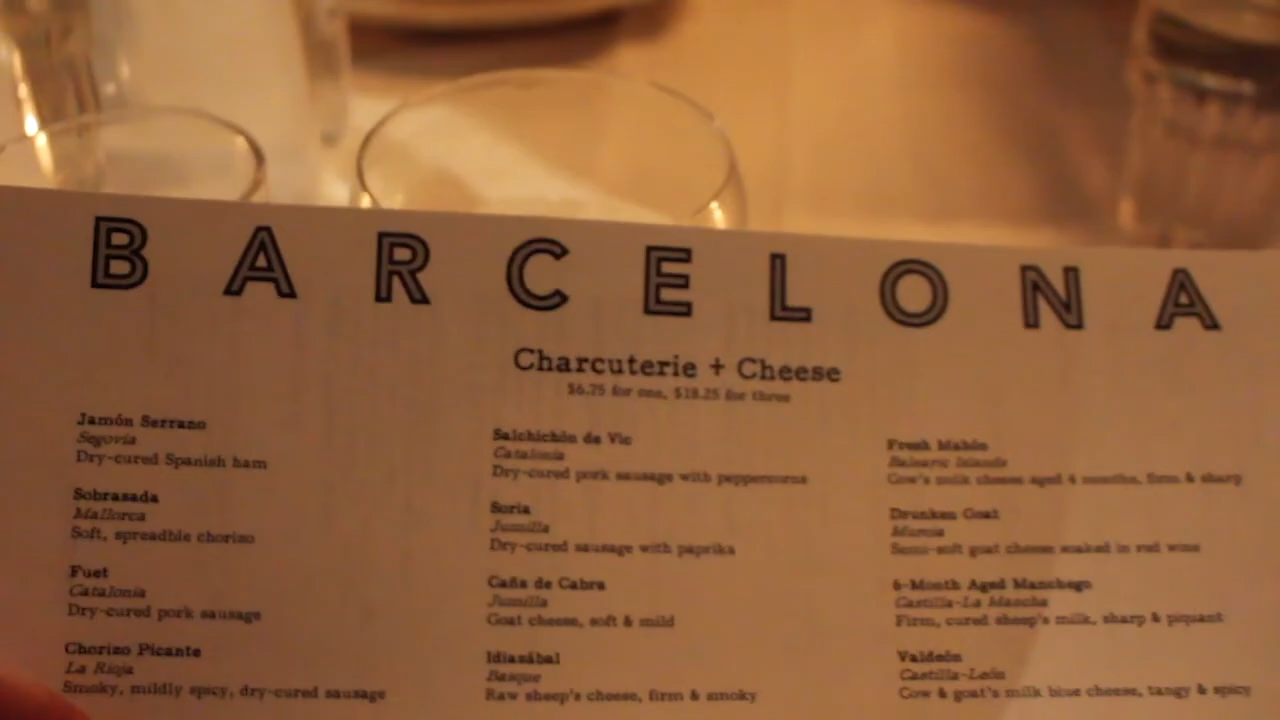 BARCELONA
Charcuterie + Cheese
$6.75 for one, $18.25 for three
Jamón Serrano
Segovia
Dry-cured Spanish ham
Sobrasada
Mallorca
Soft, spreadble chorizo
Fuet
Catalonia
Dry-cured pork sausage
Chorizo Picante
La Rioja
Smoky, mildly spicy, dry-cured sausage
Salchichón de Vic
Catalonia
Dry-cured pork sausage with peppercorns
Soria
Jumilla
Dry-cured sausage with paprika
Caña de Cabra
Jumilla
Goat cheese, soft & mild
Idiazábal
Basque
Raw sheep's cheese, firm & smoky
Fresh Mahón
Balearic Islands
Cow's milk cheese aged 4 months, firm & sharp
Drunken Goat
Murcia
Semi-soft goat cheese soaked in red wine
6-Month Aged Manchego
Castilla-La Mancha
Firm, cured sheep's milk, sharp & piquant
Valdeón
Castilla-León
Cow & goat's milk blue cheese, tangy & spicy